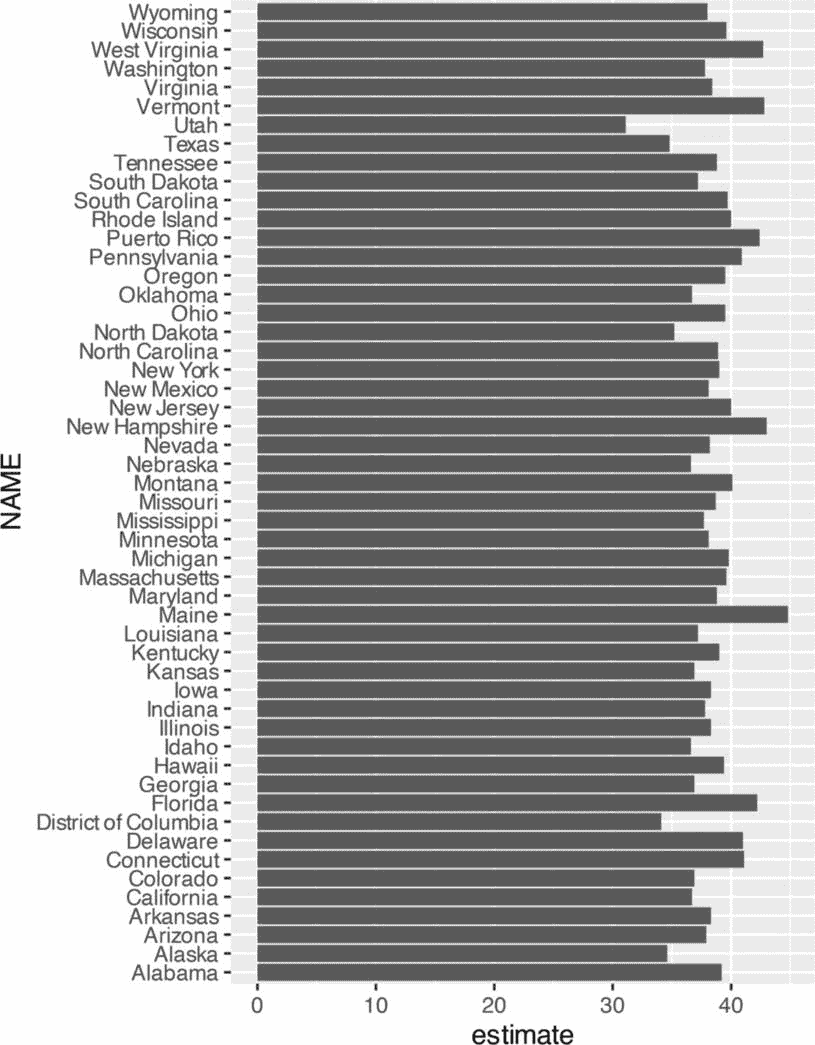 Wyoming
Wisconsin
West Virginia
Washington
Virginia
Vermont
Utah
Texas
Tennessee
South Dakota
South Carolina
Rhode Island
Puerto Rico
Pennsylvania
Oregon
Oklahoma
Ohio
North Dakota
North Carolina
New York
New Mexico
New Jersey
New Hampshire
Nevada
Nebraska
Montana
Missouri
Mississippi
Minnesota
Michigan
Massachusetts
Maryland
Maine
Louisiana
Kentucky
Kansas
Iowa
Indiana
Illinois
Idaho
Hawaii
Georgia
Florida
District of Columbia
Delaware
Connecticut
Colorado
California
Arkansas
Arizona
Alaska
Alabama
NAME
0 10 20 30 40
estimate